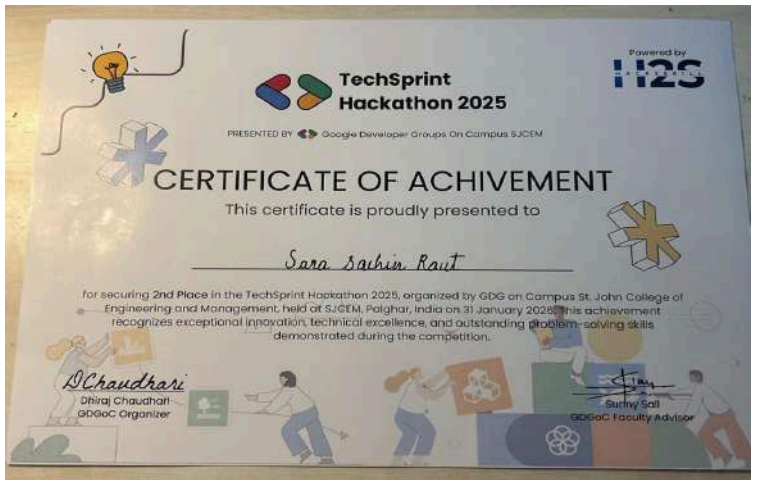 Powered by
H2S
HACK2SKILL
TechSprint
Hackathon 2025
PRESENTED BY Google Developer Groups On Campus SJCEM
CERTIFICATE OF ACHIVEMENT
This certificate is proudly presented to
Sara Sachin Raut
for securing 2nd Place in the TechSprint Hackathon 2025, organized by GDG on Campus St. John College of
Engineering and Management, held at SJCEM, Palghar, India on 31 January 2026. This achievement
recognizes exceptional innovation, technical excellence, and outstanding problem-solving skills
demonstrated during the competition.
DChaudhari
Dhiraj Chaudhari
GDGoC Organizer
Sunny Sall
GDGoC Faculty Advisor